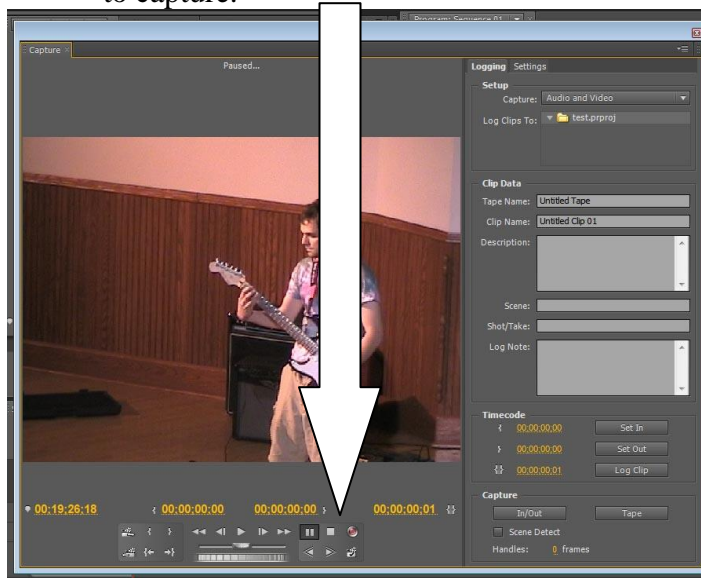 to capture.
Program: Sequence 01
Capture
Paused...
Logging Settings
Setup
Capture: Audio and Video
Log Clips To: test.prproj
Clip Data
Tape Name: Untitled Tape
Clip Name: Untitled Clip 01
Description:
Scene:
Shot/Take:
Log Note:
Timecode
{ 00;00;00;00 Set In
} 00;00;00;00 Set Out
{} 00;00;00;01 Log Clip
00;19;26;18 { 00;00;00;00 00;00;00;00 } 00;00;00;01 {}
Capture
In/Out Tape
Scene Detect
Handles: 0 frames